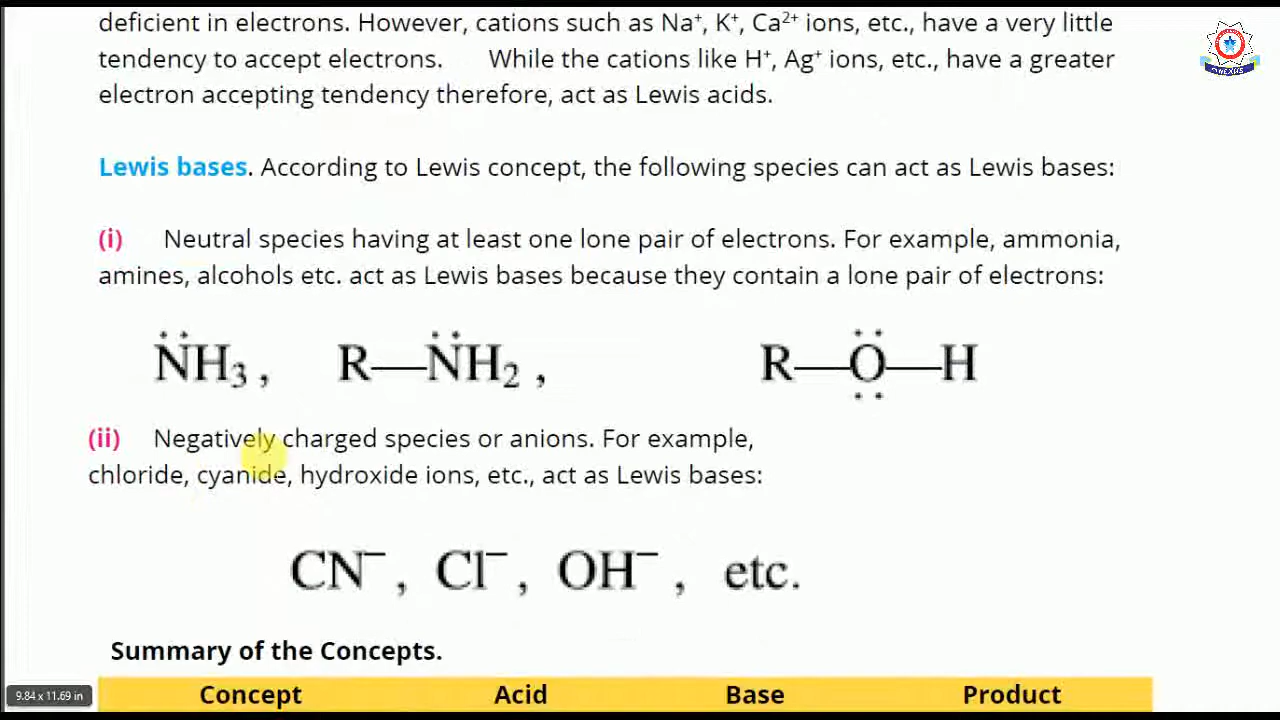 deficient in electrons. However, cations such as Na⁺, K⁺, Ca²⁺ ions, etc., have a very little
tendency to accept electrons. While the cations like H⁺, Ag⁺ ions, etc., have a greater
electron accepting tendency therefore, act as Lewis acids.
Lewis bases. According to Lewis concept, the following species can act as Lewis bases:
(i) Neutral species having at least one lone pair of electrons. For example, ammonia,
amines, alcohols etc. act as Lewis bases because they contain a lone pair of electrons:
N̈H₃, R—N̈H₂, R—Ö̤—H
(ii) Negatively charged species or anions. For example,
chloride, cyanide, hydroxide ions, etc., act as Lewis bases:
CN⁻, Cl⁻, OH⁻, etc.
Summary of the Concepts.
Concept Acid Base Product
9.84 x 11.69 in